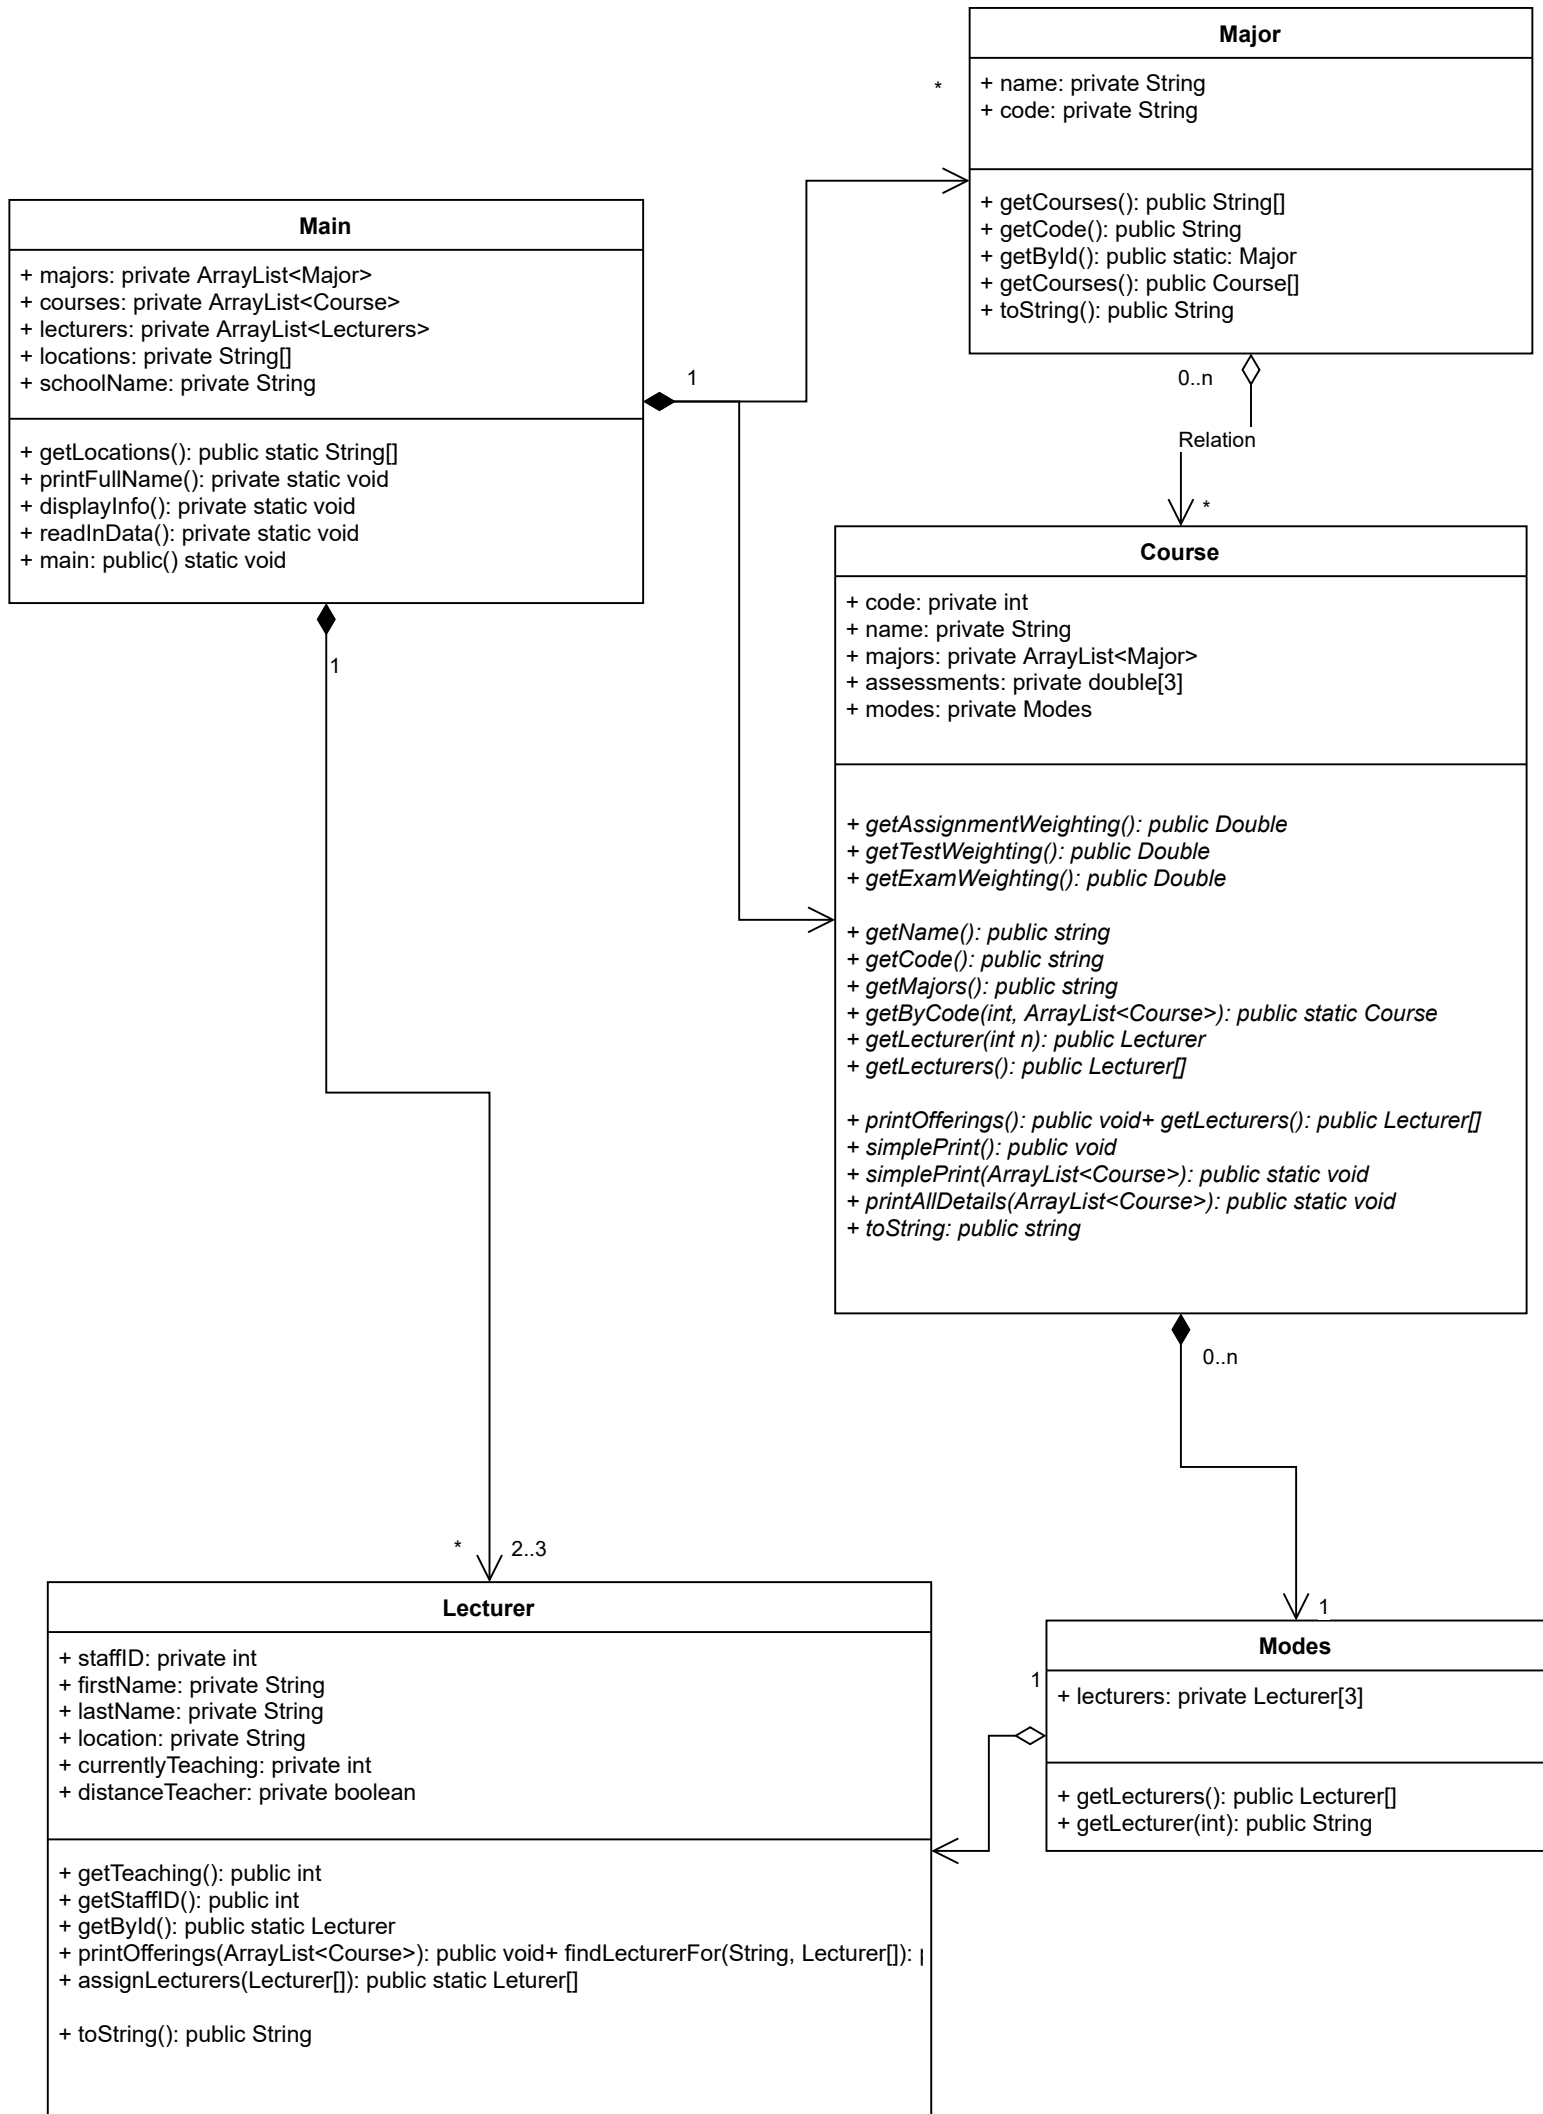 Major
*
+ name: private String
+ code: private String
+ getCourses(): public String[]
+ getCode(): public String
+ getById(): public static: Major
+ getCourses(): public Course[]
+ toString(): public String
Main
+ majors: private ArrayList<Major>
+ courses: private ArrayList<Course>
+ lecturers: private ArrayList<Lecturers>
+ locations: private String[]
+ schoolName: private String
+ getLocations(): public static String[]
+ printFullName(): private static void
+ displayInfo(): private static void
+ readInData(): private static void
+ main: public() static void
1
1
0..n
Relation
*
Course
+ code: private int
+ name: private String
+ majors: private ArrayList<Major>
+ assessments: private double[3]
+ modes: private Modes
+ getAssignmentWeighting(): public Double
+ getTestWeighting(): public Double
+ getExamWeighting(): public Double
+ getName(): public string
+ getCode(): public string
+ getMajors(): public string
+ getByCode(int, ArrayList<Course>): public static Course
+ getLecturer(int n): public Lecturer
+ getLecturers(): public Lecturer[]
+ printOfferings(): public void+ getLecturers(): public Lecturer[]
+ simplePrint(): public void
+ simplePrint(ArrayList<Course>): public static void
+ printAllDetails(ArrayList<Course>): public static void
+ toString: public string
0..n
* 2..3
Lecturer
+ staffID: private int
+ firstName: private String
+ lastName: private String
+ location: private String
+ currentlyTeaching: private int
+ distanceTeacher: private boolean
+ getTeaching(): public int
+ getStaffID(): public int
+ getById(): public static Lecturer
+ printOfferings(ArrayList<Course>): public void+ findLecturerFor(String, Lecturer[]):
+ assignLecturers(Lecturer[]): public static Leturer[]
+ toString(): public String
1
Modes
1
+ lecturers: private Lecturer[3]
+ getLecturers(): public Lecturer[]
+ getLecturer(int): public String